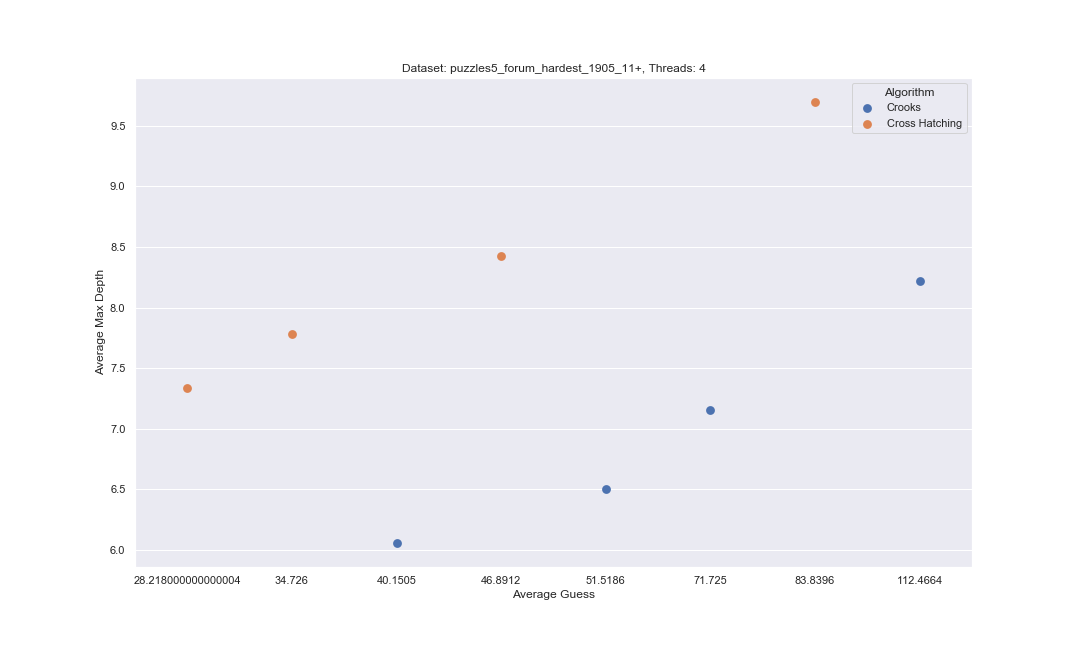 Dataset: puzzles5_forum_hardest_1905_11+, Threads: 4
Algorithm
Crooks
Cross Hatching
9.5
9.0
8.5
8.0
7.5
7.0
6.5
6.0
Average Max Depth
28.218000000000004 34.726 40.1505 46.8912 51.5186 71.725 83.8396 112.4664
Average Guess